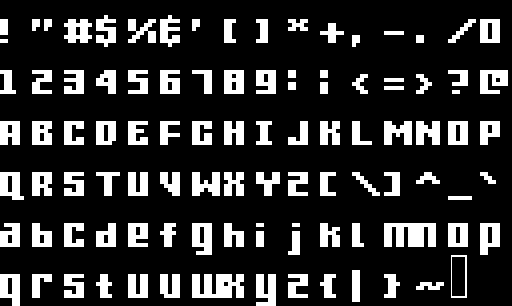 ! " # $ % & ' [ ] * + , - . / 0
1 2 3 4 5 6 7 8 9 : ; < = > ? @
A B C D E F G H I J K L M N O P
Q R S T U V W X Y Z [ \ ] ^ _ `
a b c d e f g h i j k l m n o p
q r s t u v w x y z { | } ~